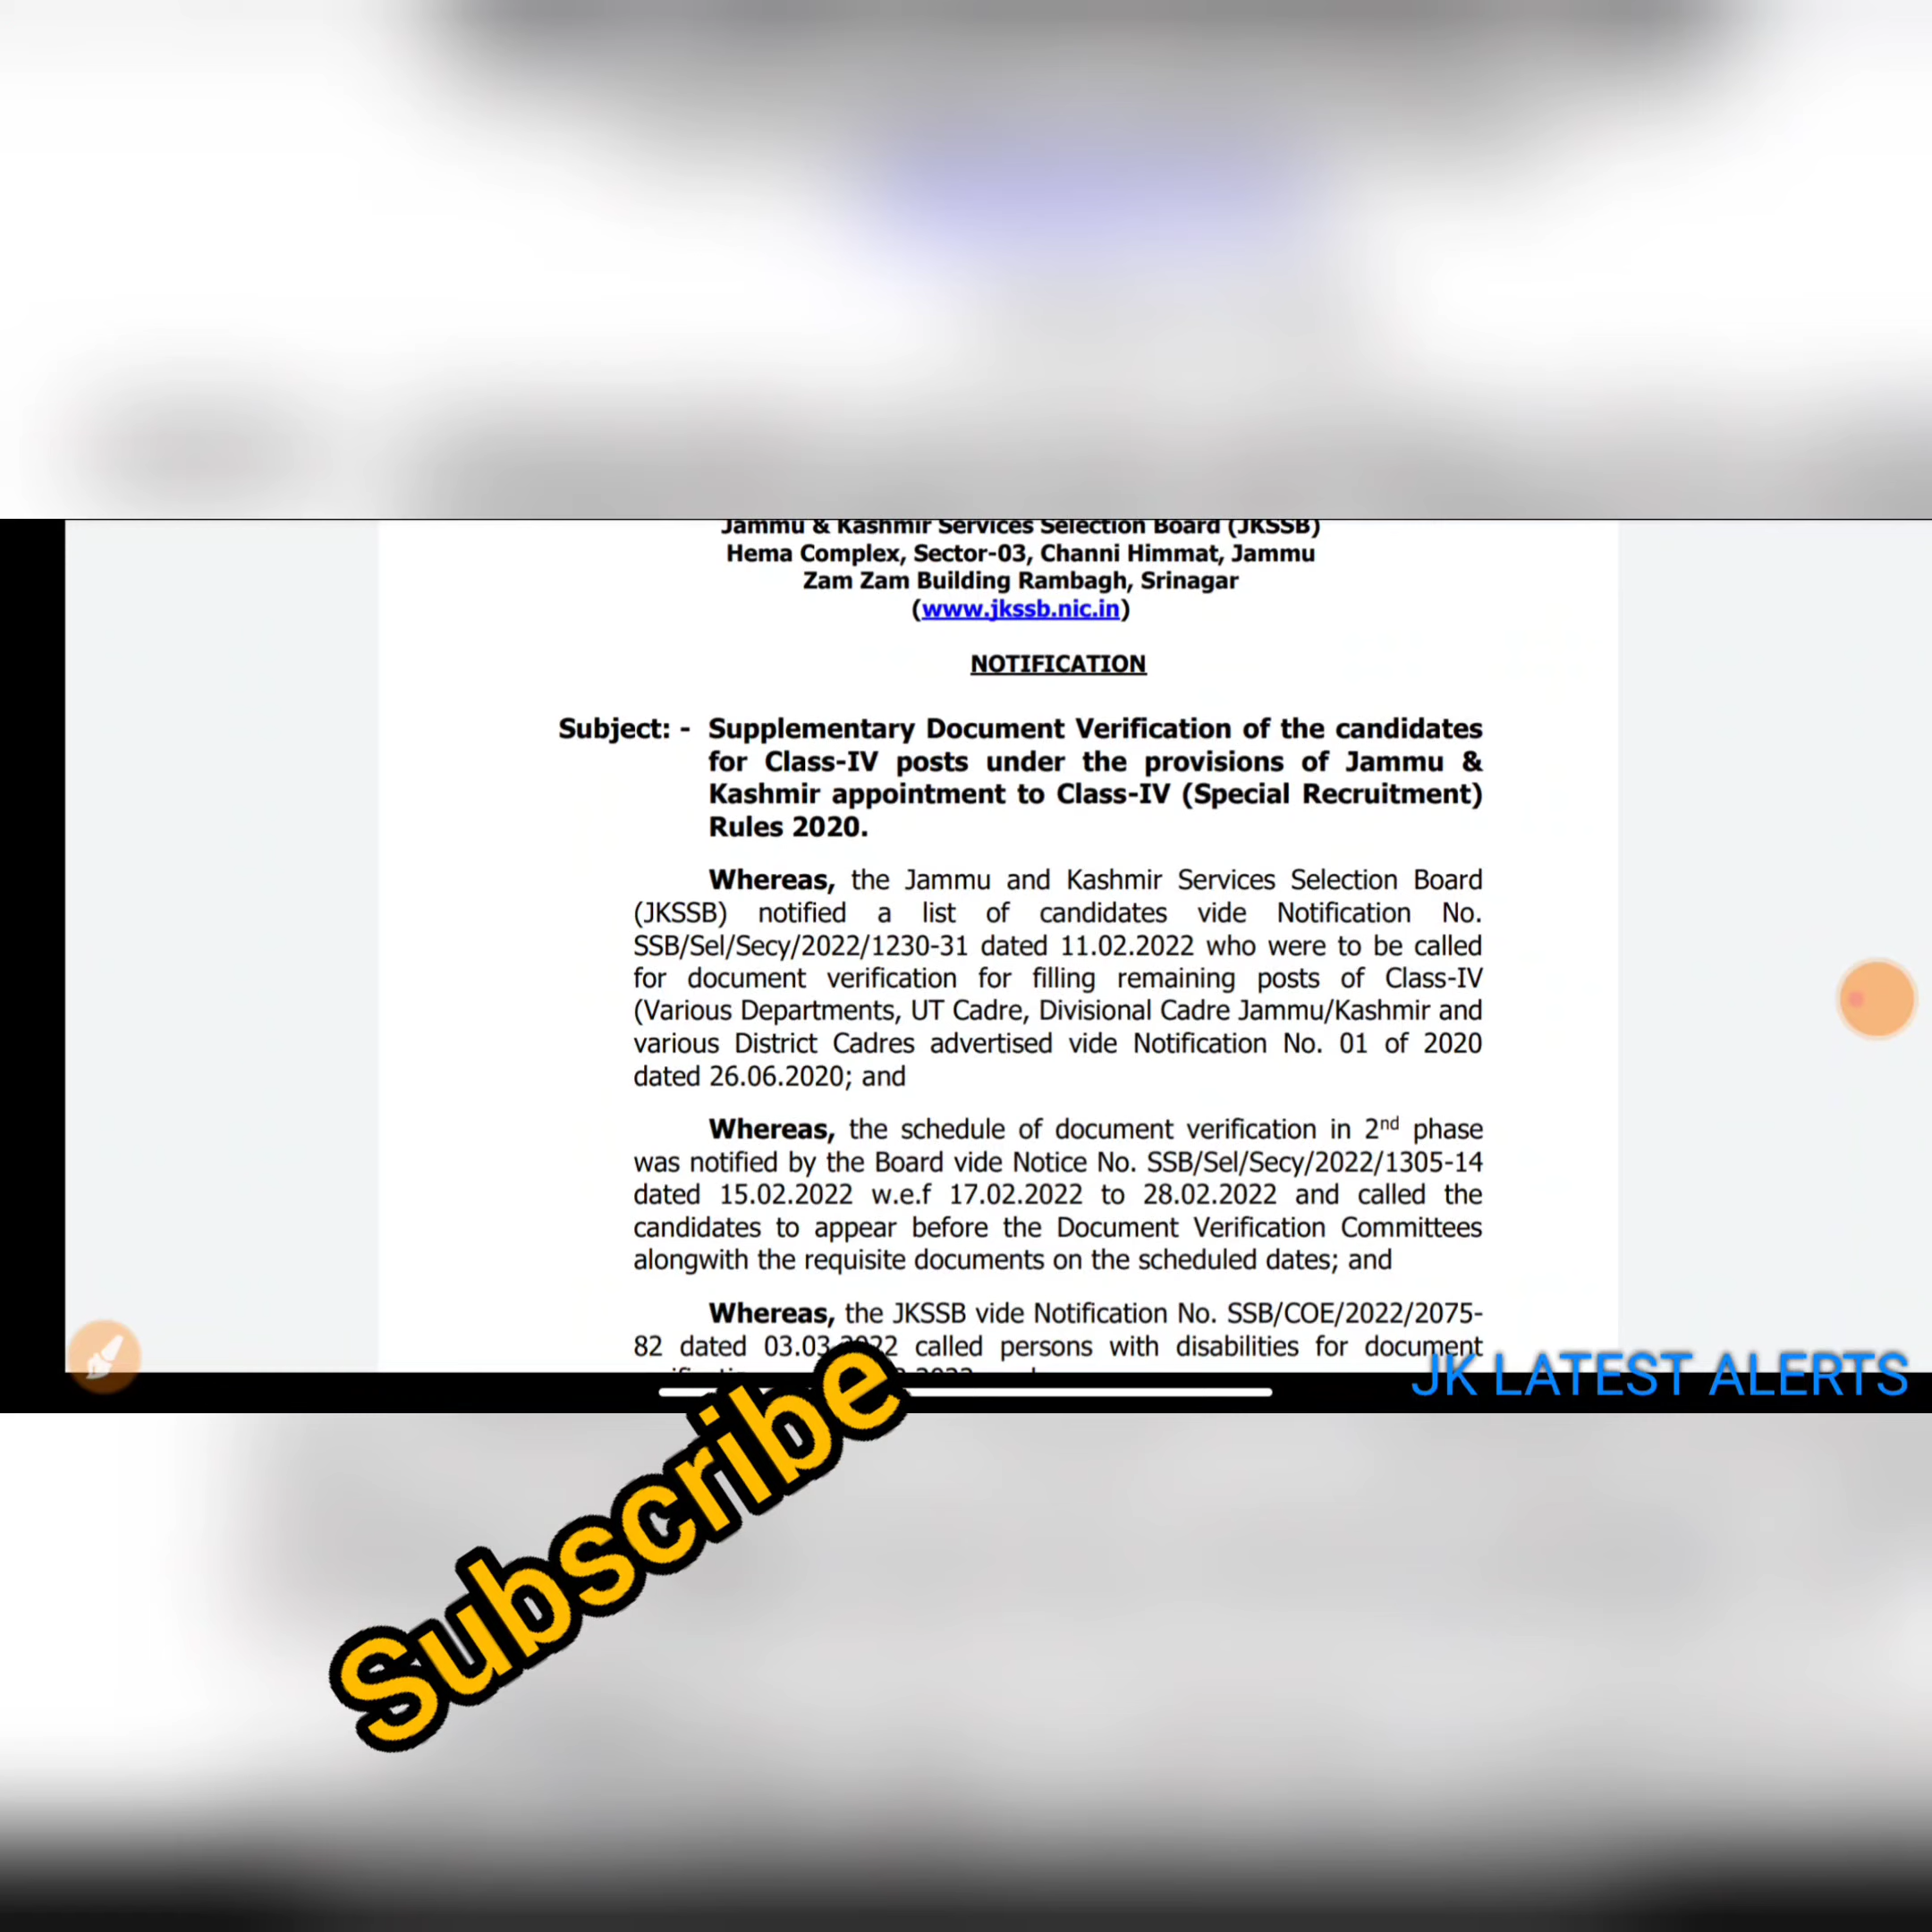 Jammu & Kashmir Services Selection Board (JKSSB)
Hema Complex, Sector-03, Channi Himmat, Jammu
Zam Zam Building Rambagh, Srinagar
(www.jkssb.nic.in)
NOTIFICATION
Subject: - Supplementary Document Verification of the candidates
for Class-IV posts under the provisions of Jammu &
Kashmir appointment to Class-IV (Special Recruitment)
Rules 2020.
Whereas, the Jammu and Kashmir Services Selection Board
(JKSSB) notified a list of candidates vide Notification No.
SSB/Sel/Secy/2022/1230-31 dated 11.02.2022 who were to be called
for document verification for filling remaining posts of Class-IV
(Various Departments, UT Cadre, Divisional Cadre Jammu/Kashmir and
various District Cadres advertised vide Notification No. 01 of 2020
dated 26.06.2020; and
Whereas, the schedule of document verification in 2nd phase
was notified by the Board vide Notice No. SSB/Sel/Secy/2022/1305-14
dated 15.02.2022 w.e.f 17.02.2022 to 28.02.2022 and called the
candidates to appear before the Document Verification Committees
alongwith the requisite documents on the scheduled dates; and
Whereas, the JKSSB vide Notification No. SSB/COE/2022/2075-
82 dated 03.03.2022 called persons with disabilities for document
JK LATEST ALERTS
Subscribe